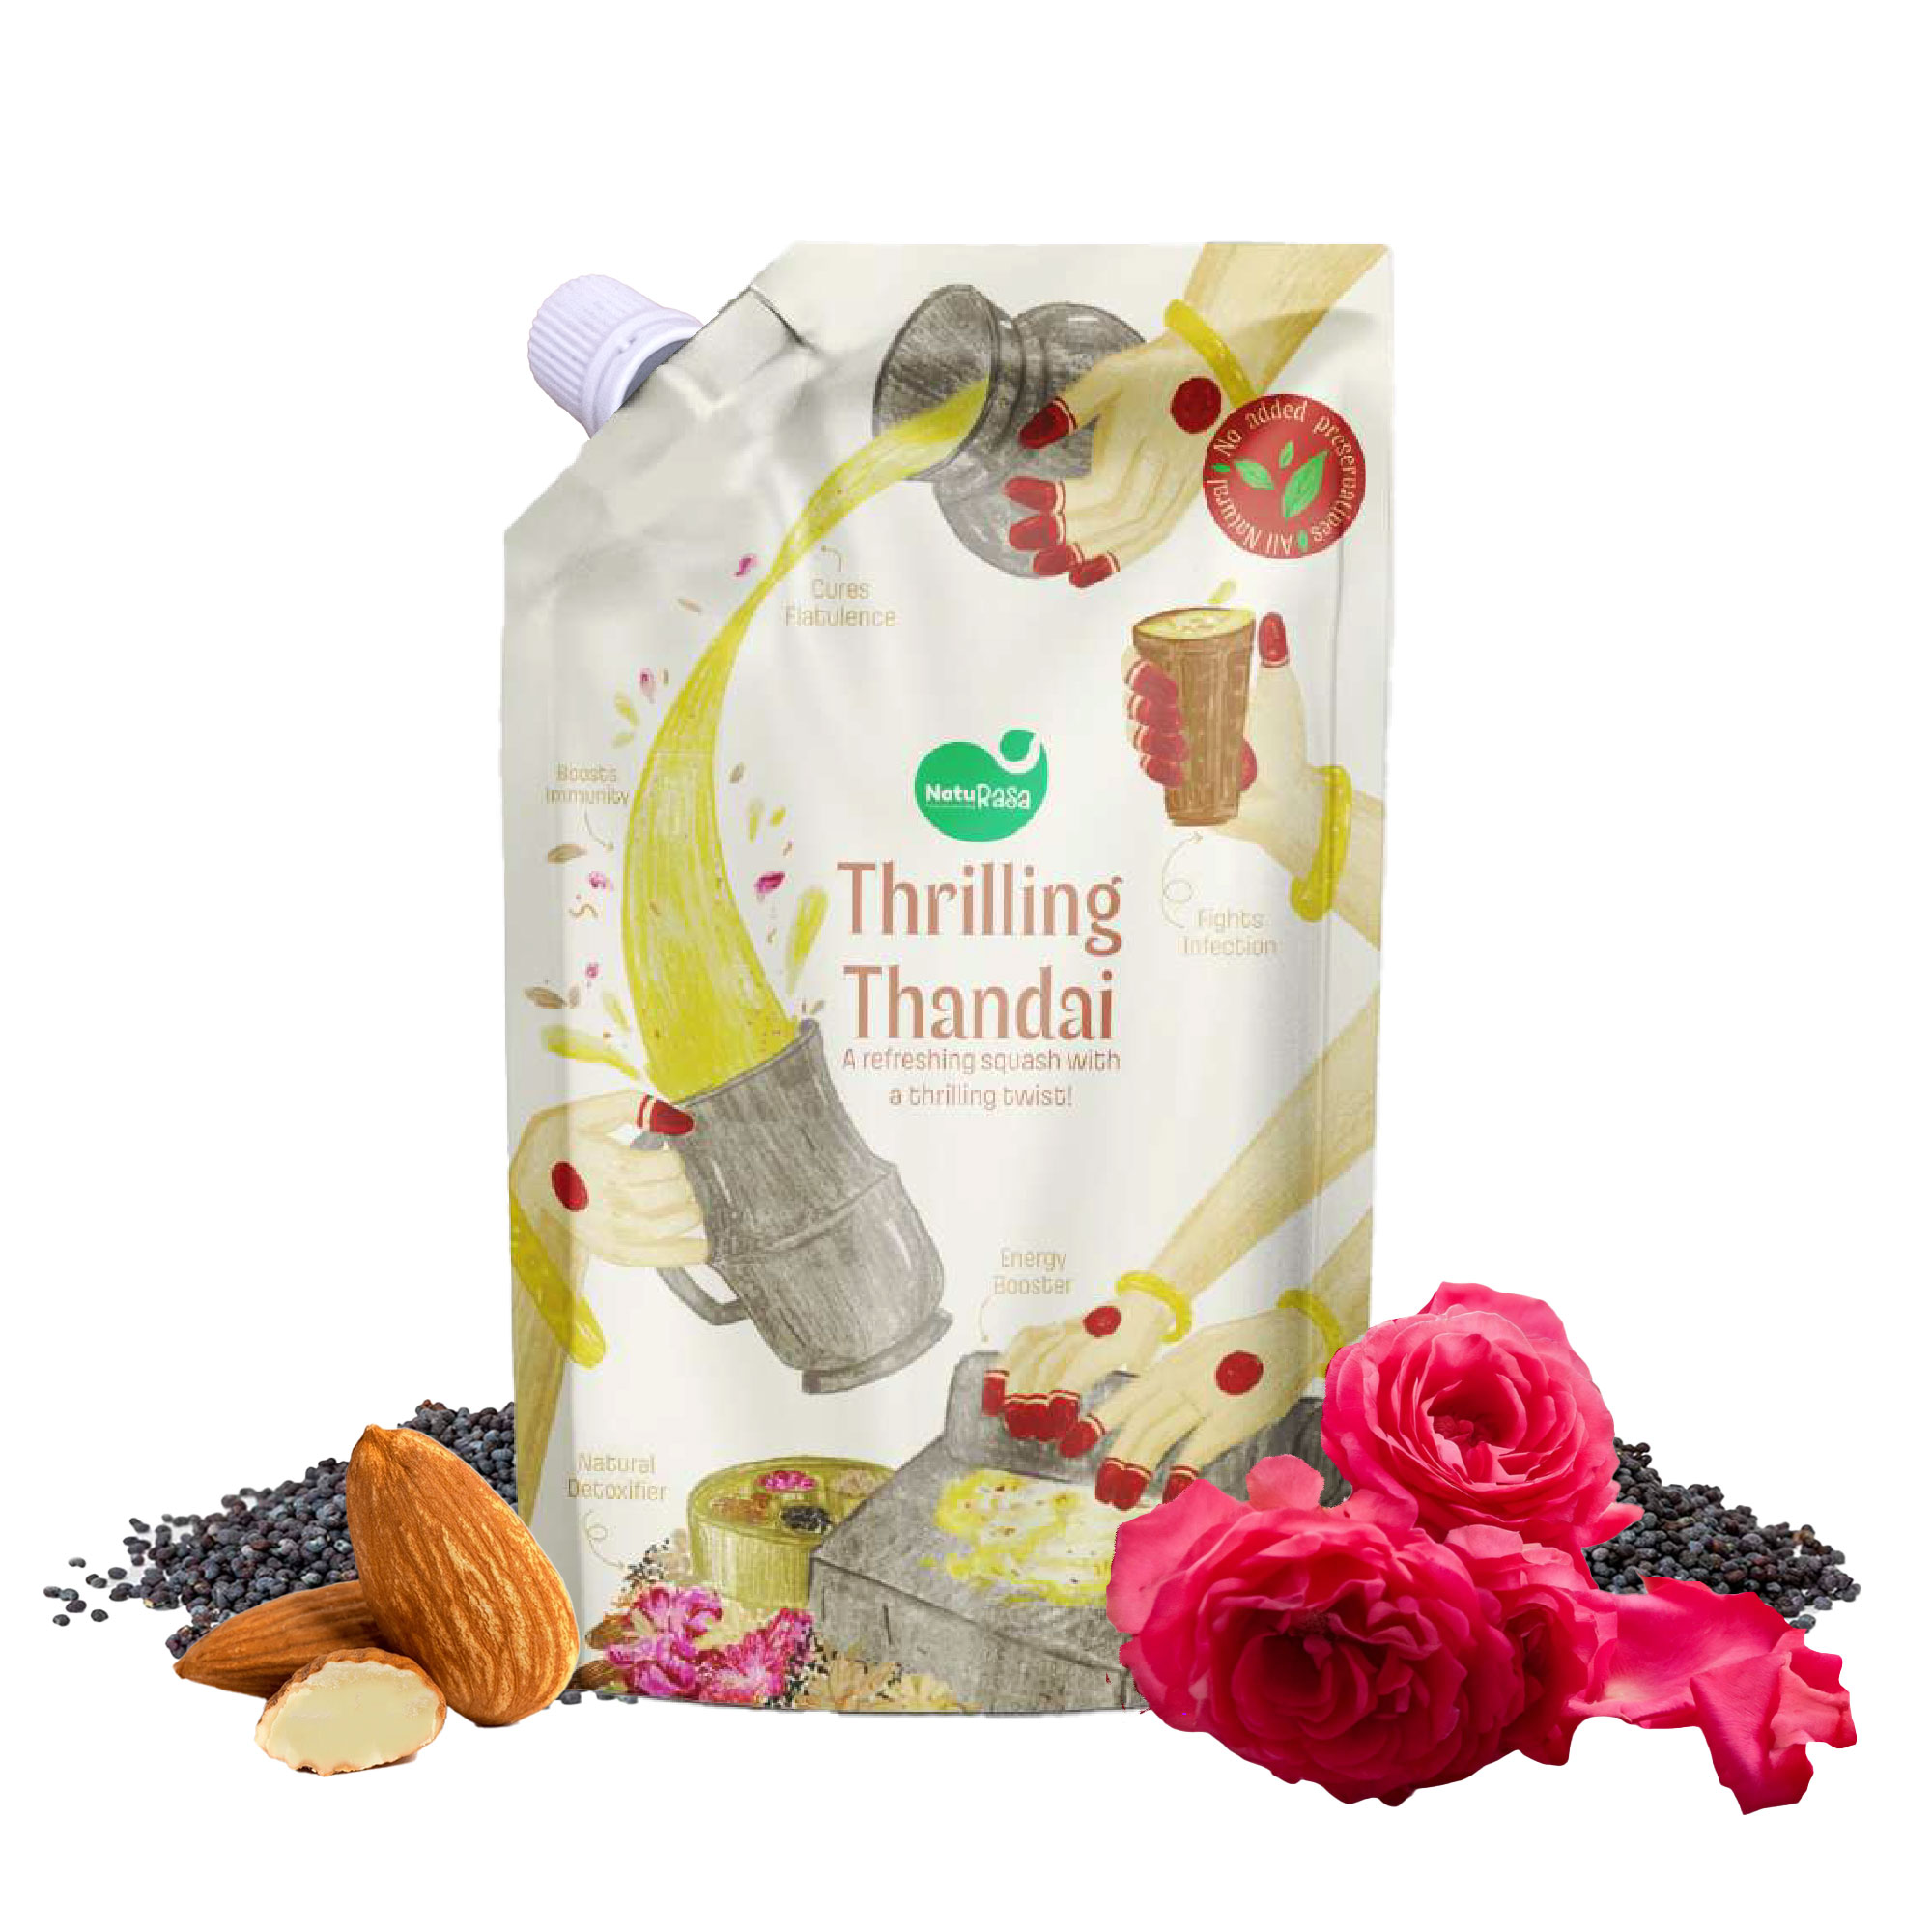 No added preservatives
All Natural
Cures
Flatulence
Boosts
Immunity
NatuRasa
Fights
Infection
Thrilling
Thandai
A refreshing squash with
a thrilling twist!
Energy
Booster
Natural
Detoxifier